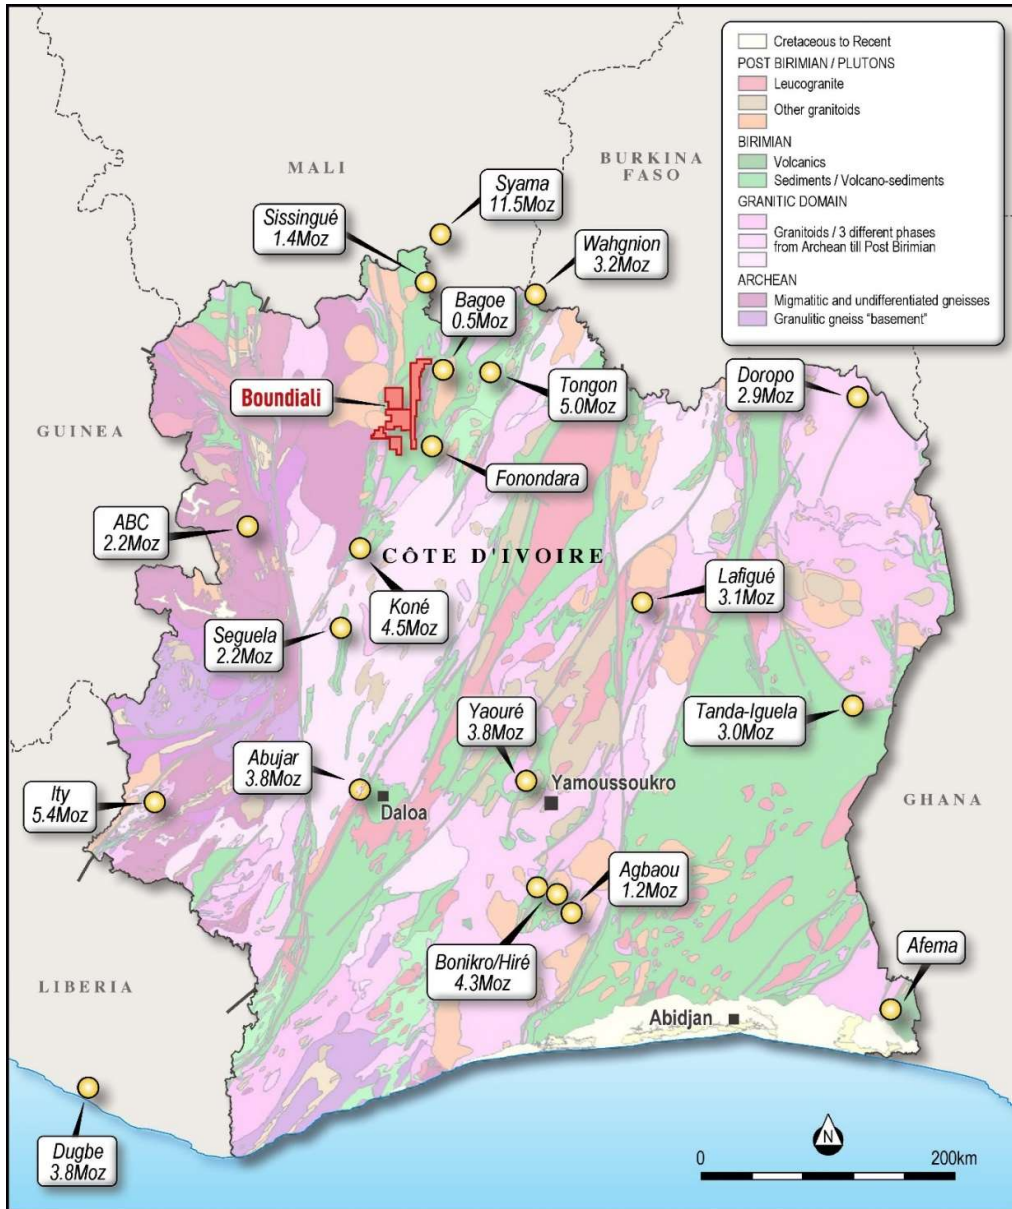 Cretaceous to Recent
POST BIRIMIAN / PLUTONS
Leucogranite
Other granitoids
BIRIMIAN
Volcanics
Sediments / Volcano-sediments
GRANITIC DOMAIN
Granitoids / 3 different phases
from Archean till Post Birimian
ARCHEAN
Migmatitic and undifferentiated gneisses
Granulitic gneiss "basement"
MALI
BURKINA
FASO
Syama
11.5Moz
Sissingué
1.4Moz
Wahgnion
3.2Moz
Bagoe
0.5Moz
Tongon
5.0Moz
Doropo
2.9Moz
Boundiali
GUINEA
Fonondara
ABC
2.2Moz
CÔTE D'IVOIRE
Koné
4.5Moz
Lafigué
3.1Moz
Seguela
2.2Moz
Yaouré
3.8Moz
Tanda-Iguela
3.0Moz
Abujar
3.8Moz
Yamoussoukro
Daloa
Ity
5.4Moz
GHANA
Agbaou
1.2Moz
Bonikro/Hiré
4.3Moz
Afema
LIBERIA
Abidjan
Dugbe
3.8Moz
N
0 200km